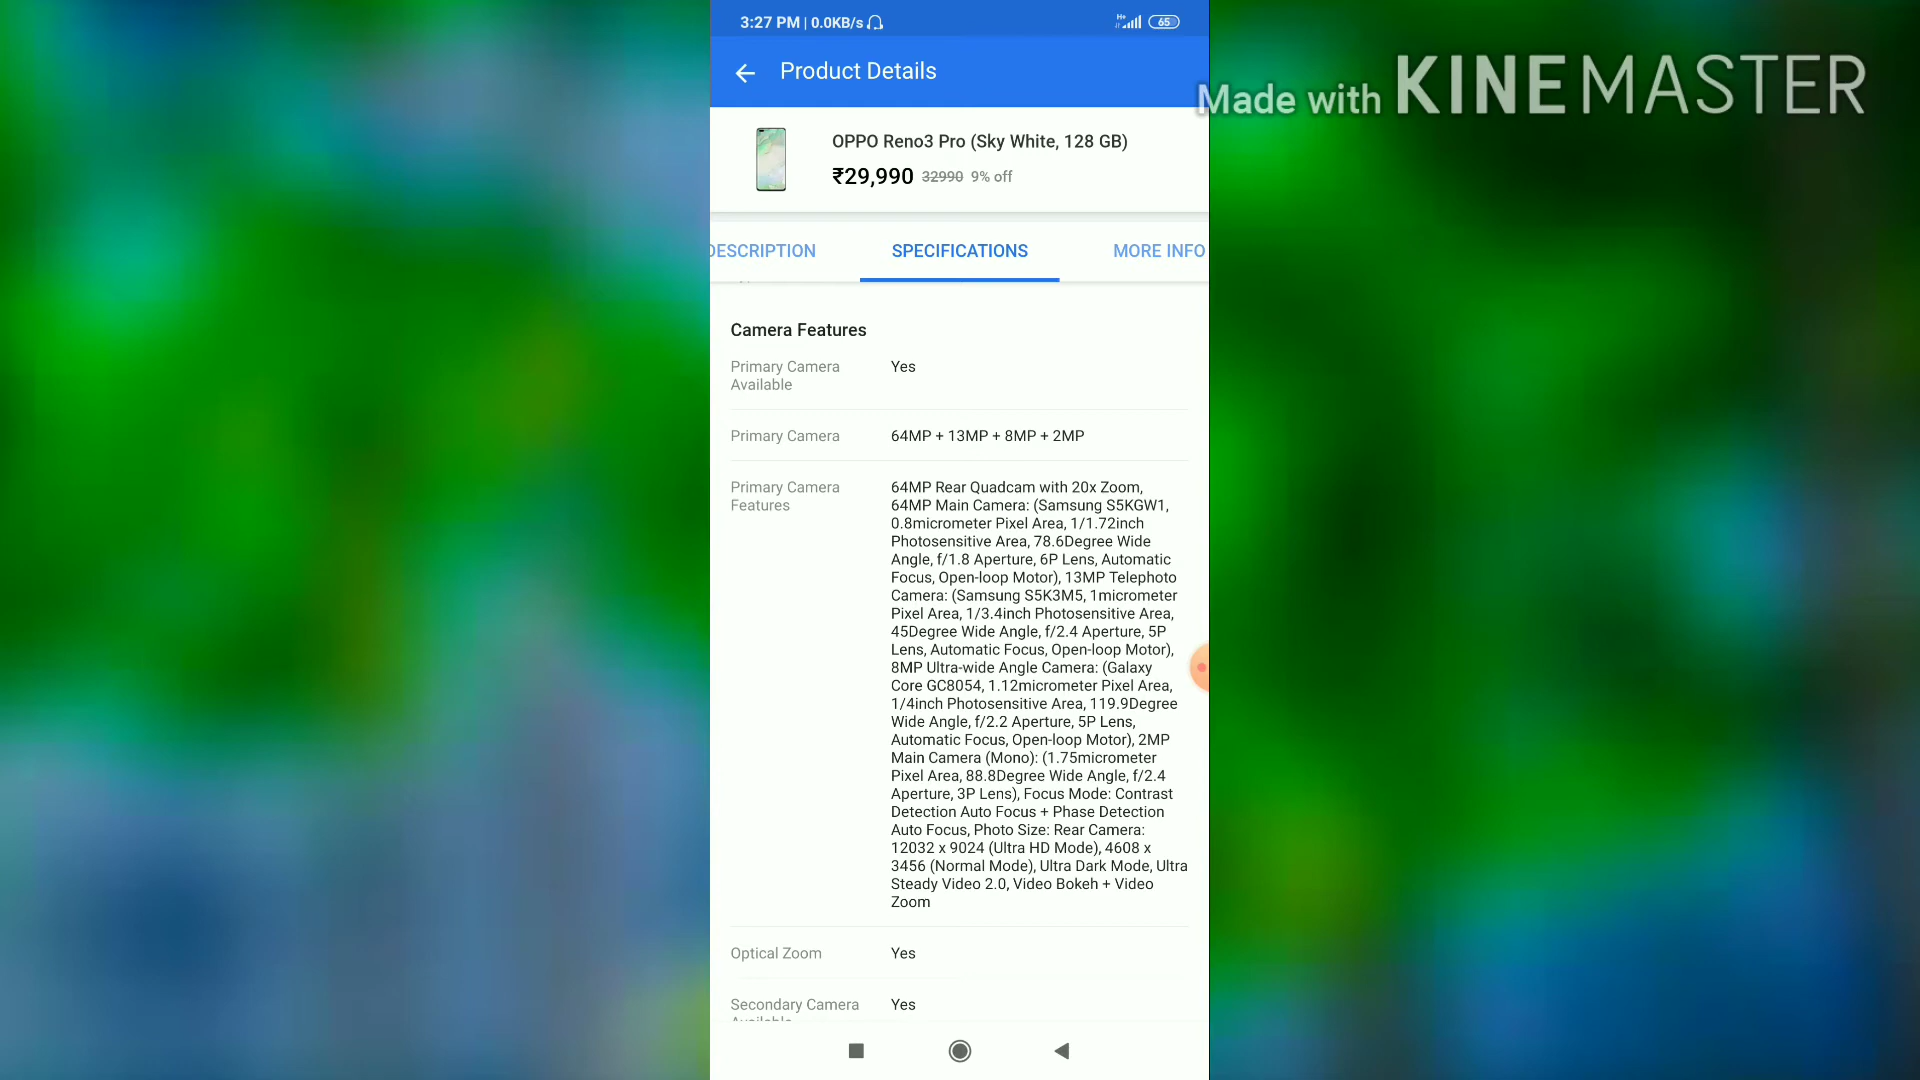 3:27 PM | 0.0KB/s
H+
65
Product Details
Made with KINEMASTER
OPPO Reno3 Pro (Sky White, 128 GB)
₹29,990 32990 9% off
DESCRIPTION SPECIFICATIONS MORE INFO
Camera Features
Primary Camera Available
Yes
Primary Camera
64MP + 13MP + 8MP + 2MP
Primary Camera
Features
64MP Rear Quadcam with 20x Zoom,
64MP Main Camera: (Samsung S5KGW1,
0.8micrometer Pixel Area, 1/1.72inch
Photosensitive Area, 78.6Degree Wide
Angle, f/1.8 Aperture, 6P Lens, Automatic
Focus, Open-loop Motor), 13MP Telephoto
Camera: (Samsung S5K3M5, 1micrometer
Pixel Area, 1/3.4inch Photosensitive Area,
45Degree Wide Angle, f/2.4 Aperture, 5P
Lens, Automatic Focus, Open-loop Motor),
8MP Ultra-wide Angle Camera: (Galaxy
Core GC8054, 1.12micrometer Pixel Area,
1/4inch Photosensitive Area, 119.9Degree
Wide Angle, f/2.2 Aperture, 5P Lens,
Automatic Focus, Open-loop Motor), 2MP
Main Camera (Mono): (1.75micrometer
Pixel Area, 88.8Degree Wide Angle, f/2.4
Aperture, 3P Lens), Focus Mode: Contrast
Detection Auto Focus + Phase Detection
Auto Focus, Photo Size: Rear Camera:
12032 x 9024 (Ultra HD Mode), 4608 x
3456 (Normal Mode), Ultra Dark Mode, Ultra
Steady Video 2.0, Video Bokeh + Video
Zoom
Optical Zoom
Yes
Secondary Camera
Available
Yes